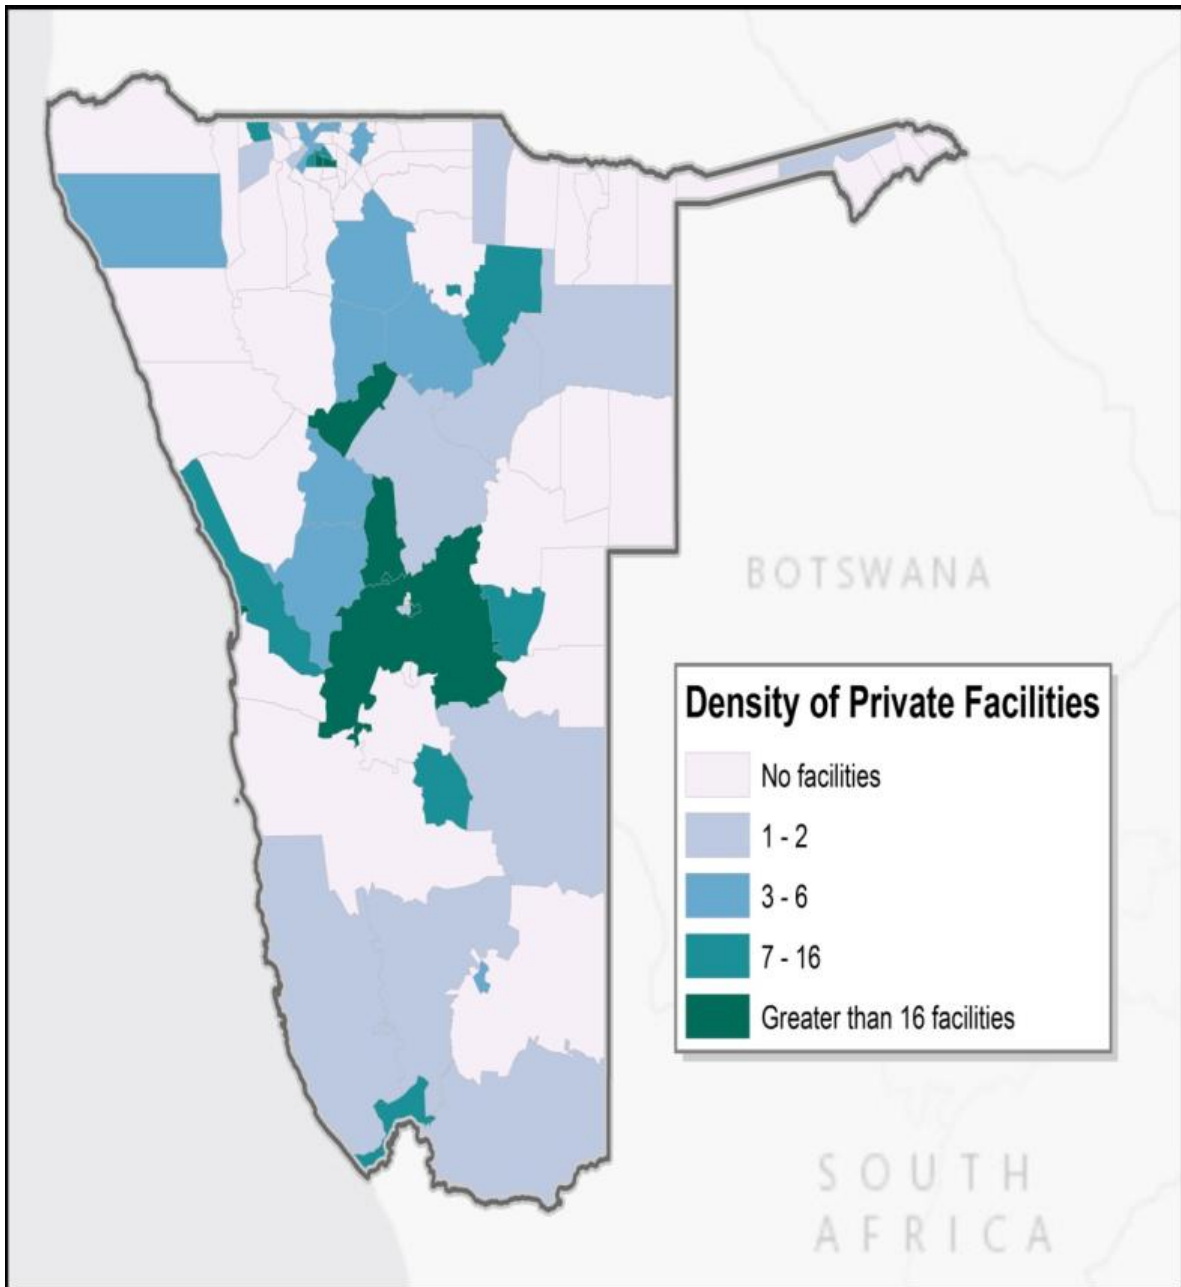 BOTSWANA
Density of Private Facilities
No facilities
1 - 2
3 - 6
7 - 16
Greater than 16 facilities
SOUTH
AFRICA